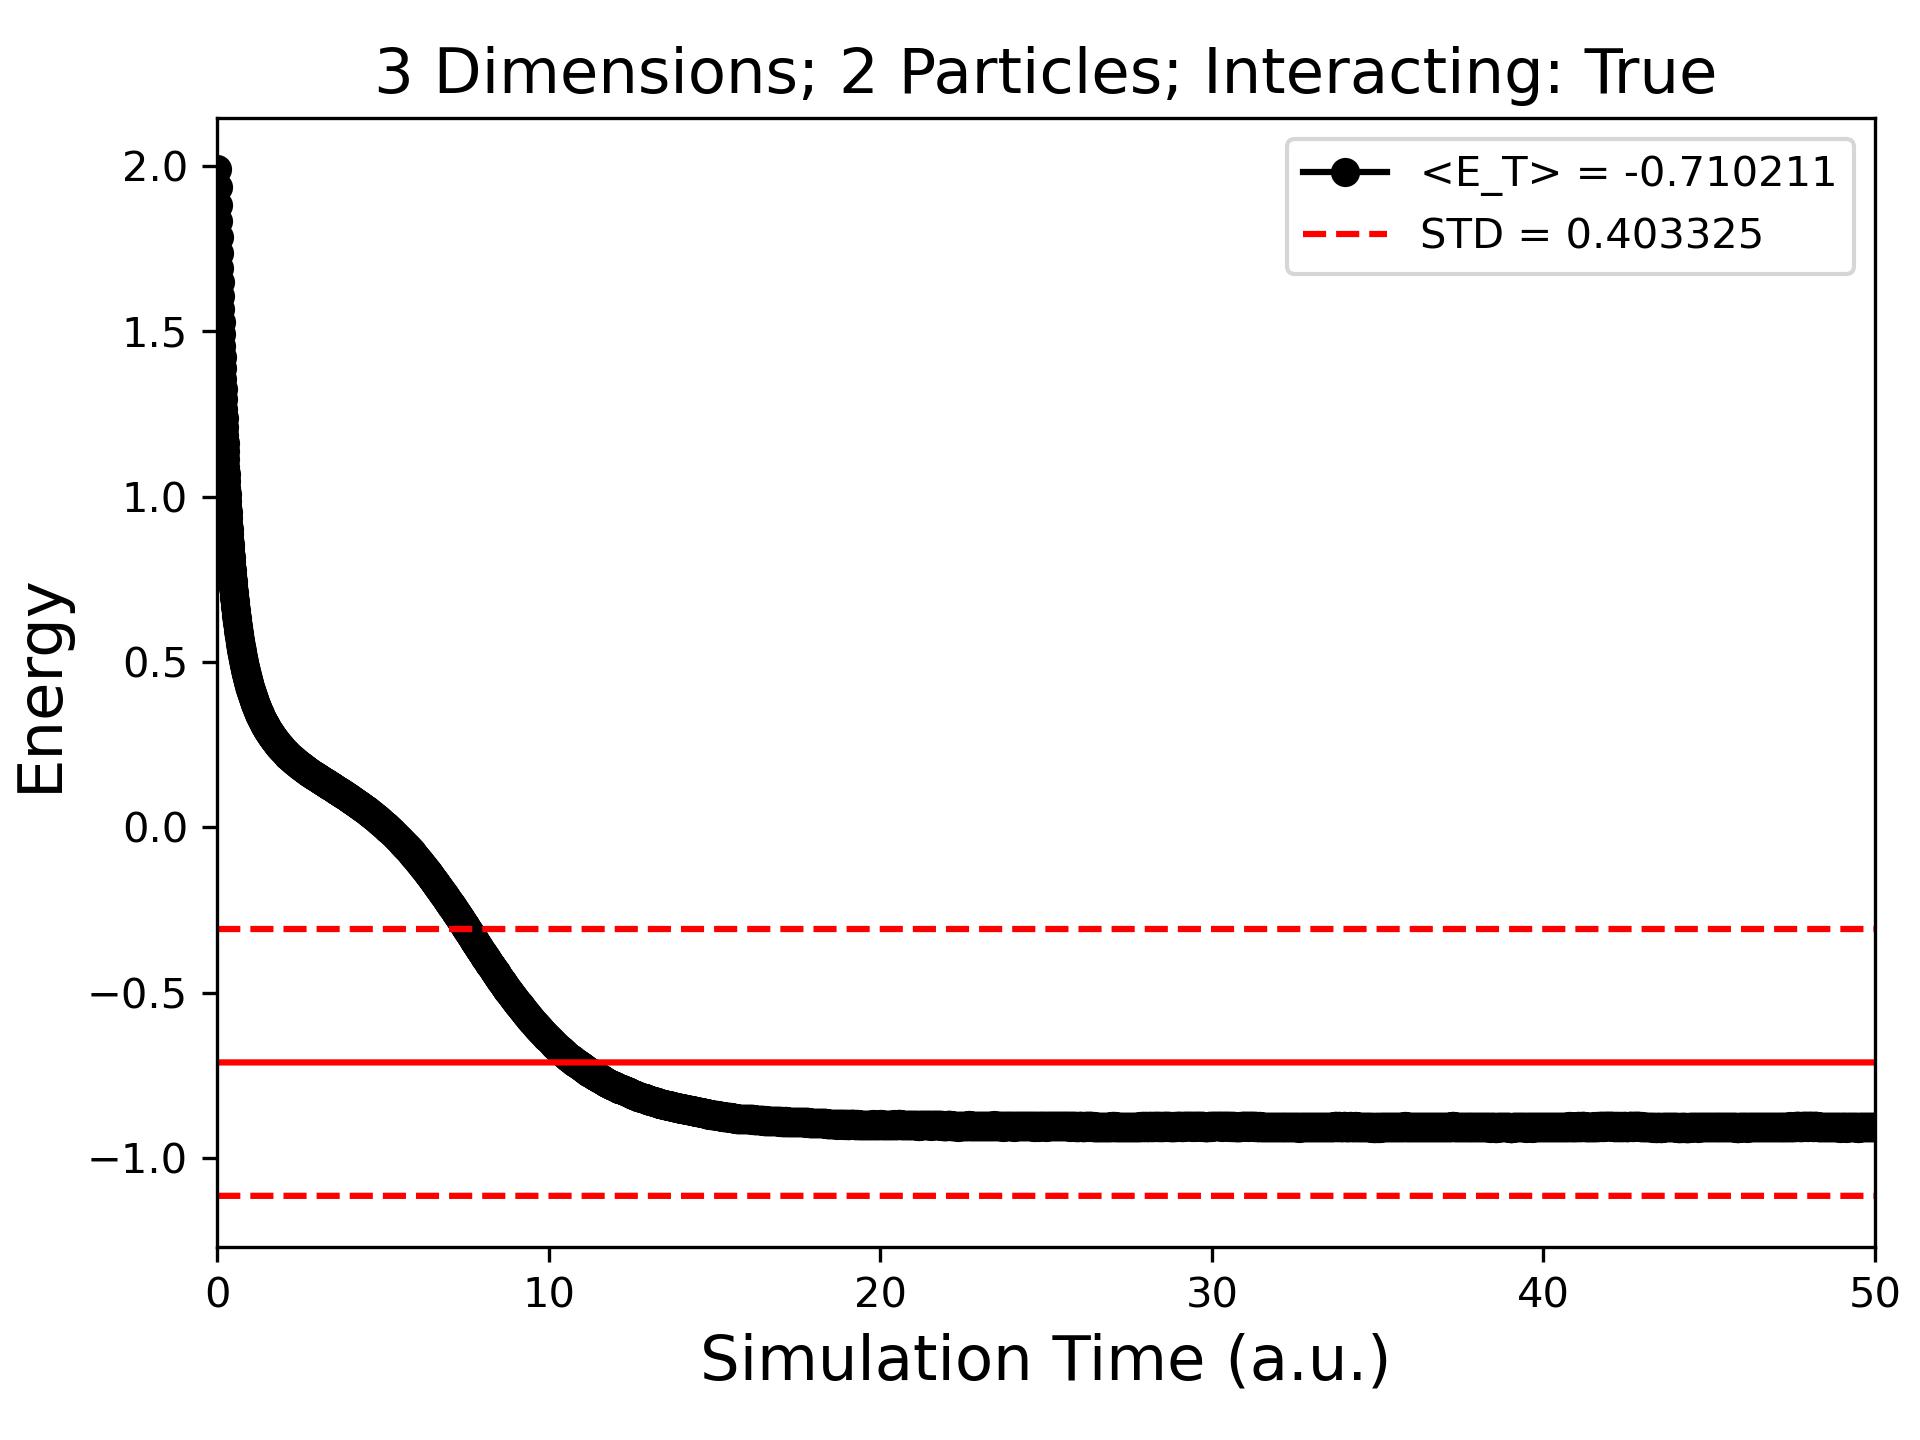 3 Dimensions; 2 Particles; Interacting: True
<E_T> = -0.710211
STD = 0.403325
2.0
1.5
1.0
0.5
0.0
−0.5
−1.0
Energy
0 10 20 30 40 50
Simulation Time (a.u.)